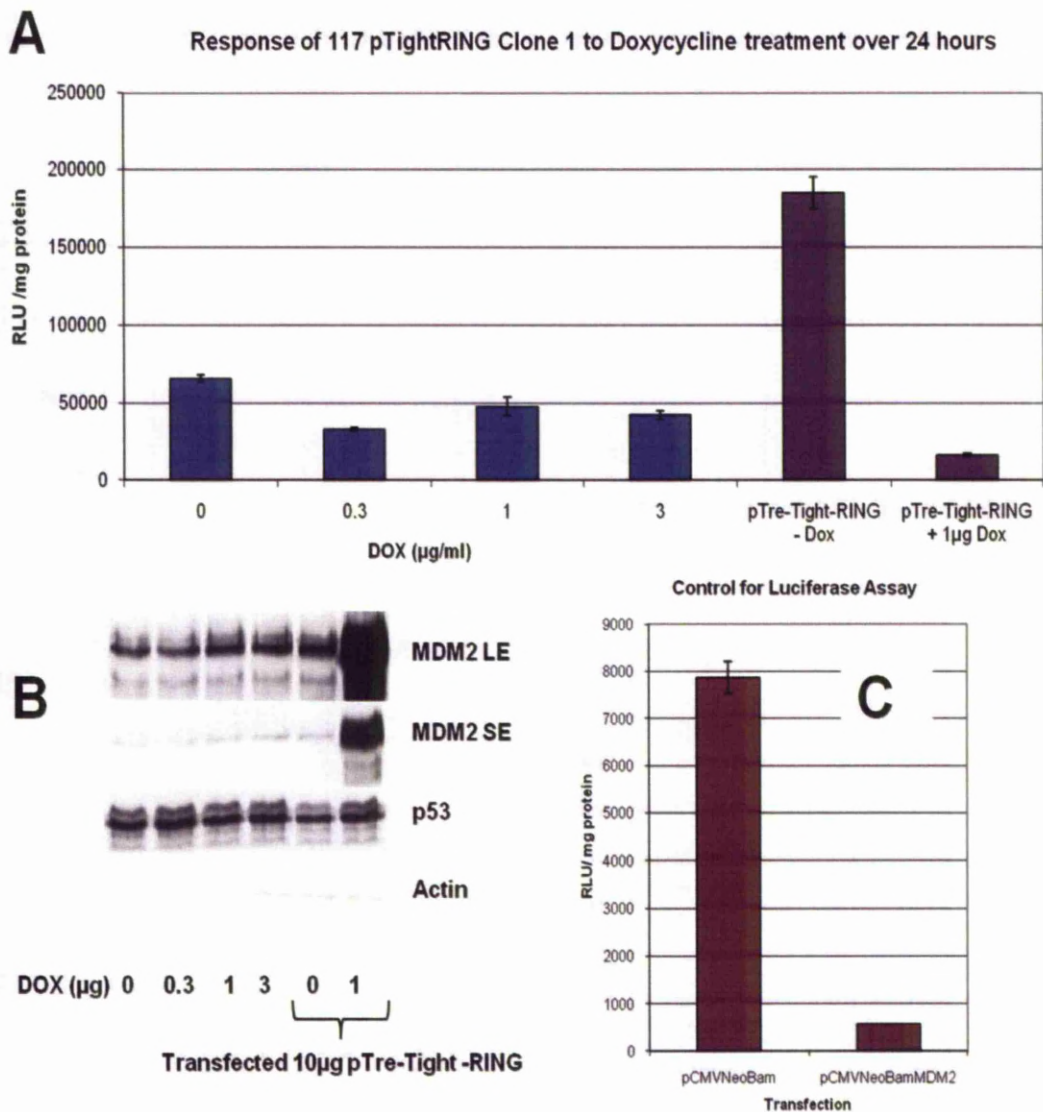 A
Response of 117 pTightRING Clone 1 to Doxycycline treatment over 24 hours
RLU /mg protein
250000
200000
150000
100000
50000
0
0
0.3
1
3
pTre-Tight-RING
- Dox
pTre-Tight-RING
+ 1µg Dox
DOX (µg/ml)
B
MDM2 LE
MDM2 SE
p53
Actin
DOX (µg) 0 0.3 1 3 0 1
Transfected 10µg pTre-Tight -RING
Control for Luciferase Assay
C
RLU/ mg protein
9000
8000
7000
6000
5000
4000
3000
2000
1000
0
pCMVNeoBam
pCMVNeoBamMDM2
Transfection